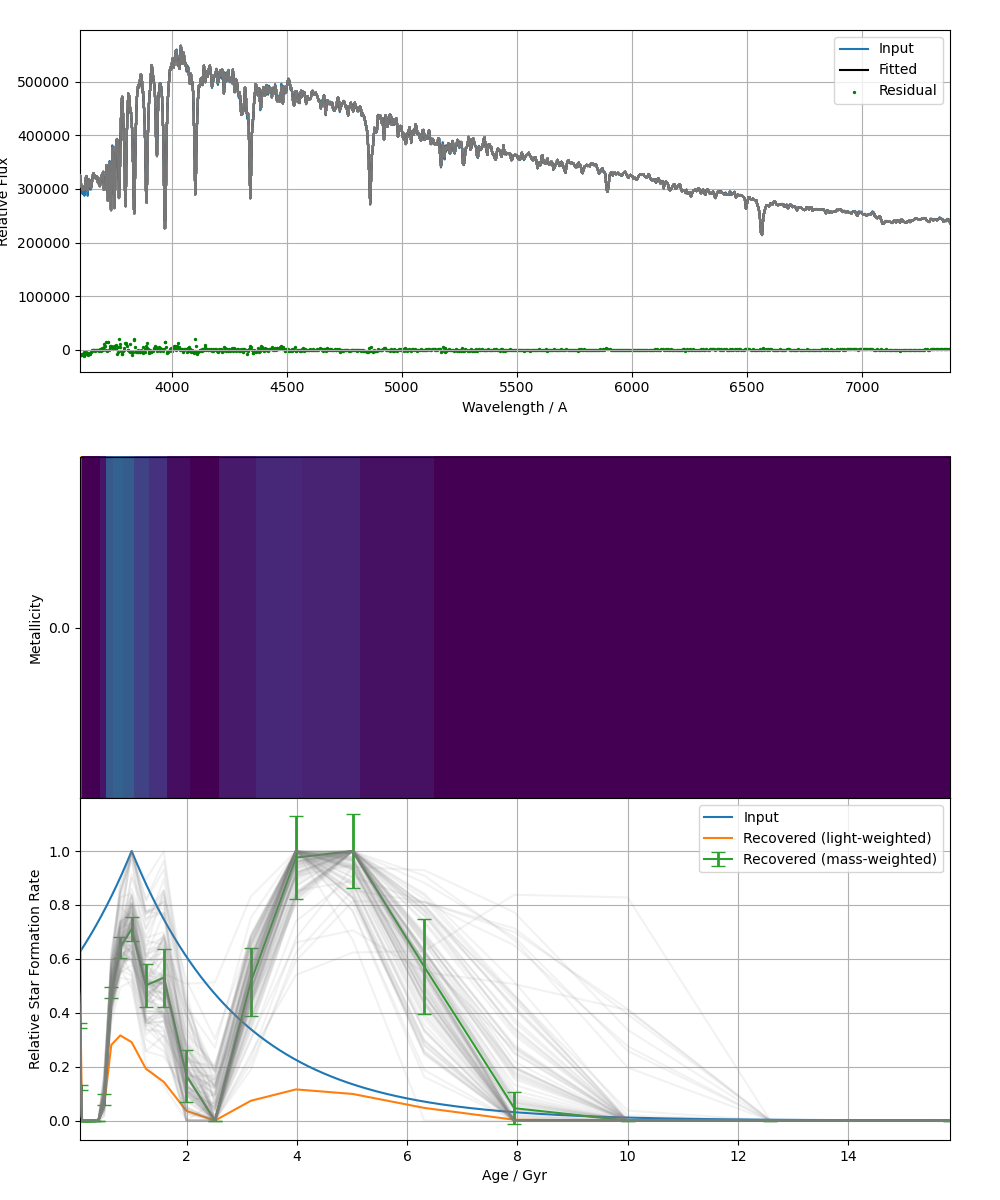 Input
Fitted
Residual
500000
400000
300000
200000
100000
0
Relative Flux
4000
4500
5000
5500
6000
6500
7000
Wavelength / A
Metallicity
0.0
Input
Recovered (light-weighted)
Recovered (mass-weighted)
1.0
0.8
0.6
0.4
0.2
0.0
Relative Star Formation Rate
2
4
6
8
10
12
14
Age / Gyr